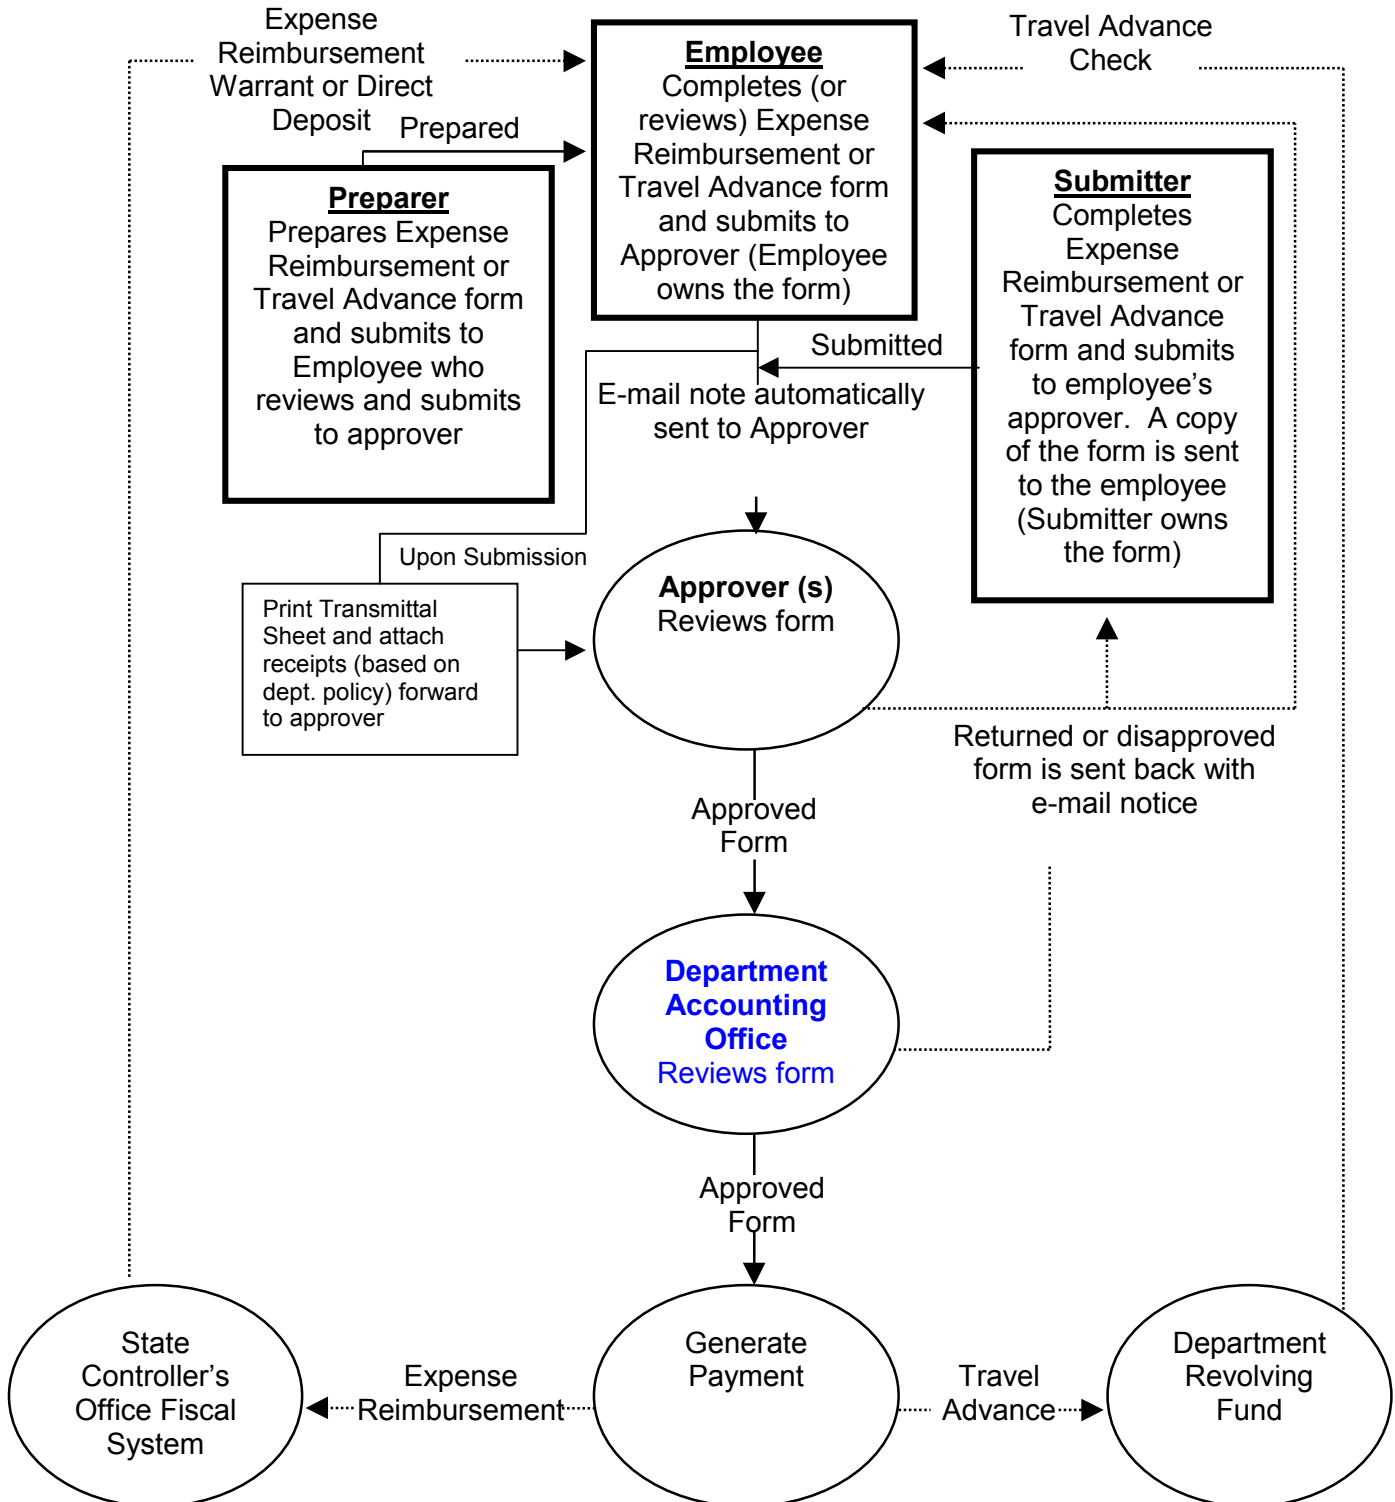 Expense
Reimbursement
Warrant or Direct
Deposit
Employee
Completes (or
reviews) Expense
Reimbursement or
Travel Advance form
and submits to
Approver (Employee
owns the form)
Travel Advance
Check
Prepared
Preparer
Prepares Expense
Reimbursement or
Travel Advance form
and submits to
Employee who
reviews and submits
to approver
Submitter
Completes
Expense
Reimbursement or
Travel Advance
form and submits
to employee’s
approver.  A copy
of the form is sent
to the employee
(Submitter owns
the form)
Submitted
E-mail note automatically
sent to Approver
Upon Submission
Print Transmittal
Sheet and attach
receipts (based on
dept. policy) forward
to approver
Approver (s)
Reviews form
Returned or disapproved
form is sent back with
e-mail notice
Approved
Form
Department
Accounting
Office
Reviews form
Approved
Form
State
Controller’s
Office Fiscal
System
Expense
Reimbursement
Generate
Payment
Travel
Advance
Department
Revolving
Fund